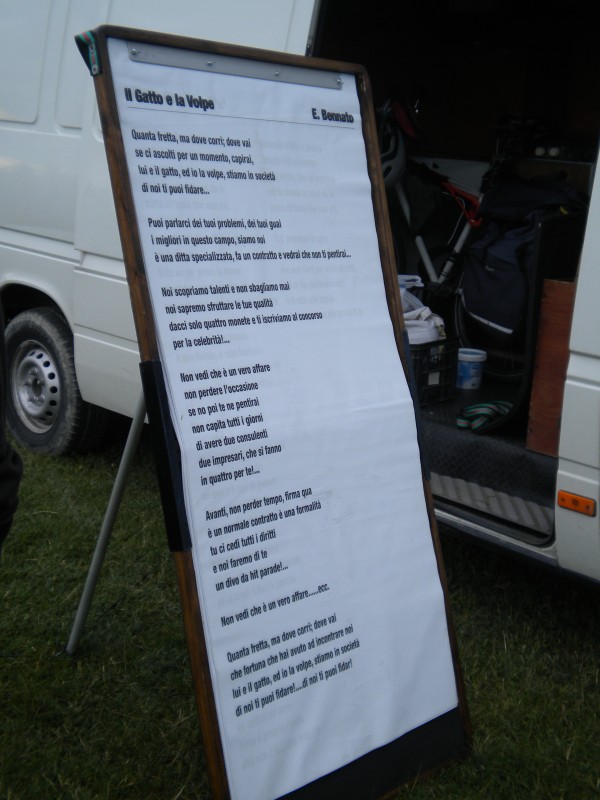 Il Gatto e la Volpe
E. Bennato
Quanta fretta, ma dove corri; dove vai
se ci ascolti per un momento, capirai,
lui e il gatto, ed io la volpe, stiamo in società
di noi ti puoi fidare...
Puoi parlarci dei tuoi problemi, dei tuoi guai
i migliori in questo campo, siamo noi
è una ditta specializzata, fa un contratto e vedrai che non ti pentirai...
Noi scopriamo talenti e non sbagliamo mai
noi sapremo sfruttare le tue qualità
dacci solo quattro monete e ti iscriviamo al concorso
per la celebrità!...
Non vedi che è un vero affare
non perdere l'occasione
se no poi te ne pentirai
non capita tutti i giorni
di avere due consulenti
due impresari, che si fanno
in quattro per te!...
Avanti, non perder tempo, firma qua
è un normale contratto è una formalità
tu ci cedi tutti i diritti
e noi faremo di te
un divo da hit parade!...
Non vedi che è un vero affare.....ecc.
Quanta fretta, ma dove corri; dove vai
che fortuna che hai avuto ad incontrare noi
lui e il gatto, ed io la volpe, stiamo in società
di noi ti puoi fidare!....di noi ti puoi fidar!